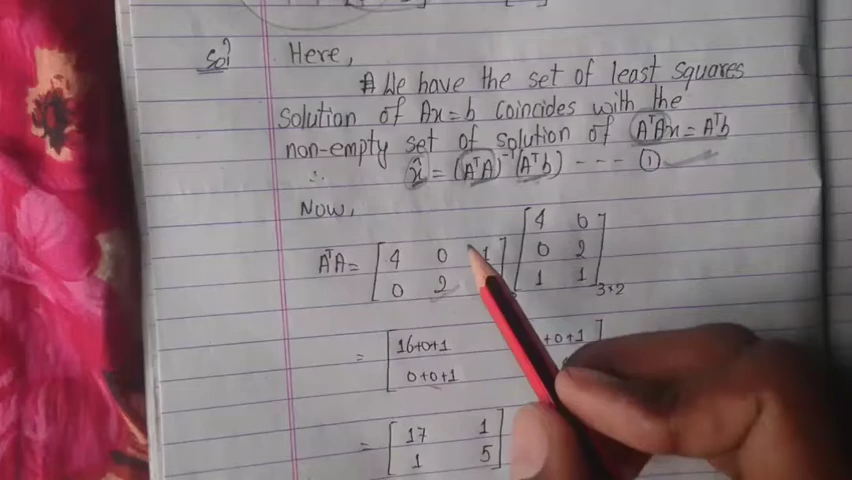 Sol
Here,
We have the set of least squares
solution of Ax=b coincides with the
non-empty set of solution of AᵀAx = Aᵀb
∴ x̂ = (AᵀA)⁻¹(Aᵀb) ---- ①
Now,
AᵀA = [4 0 1] [4 0]
[0 2 [0 2]
[1 1] 3×2
= [16+0+1 +0+1]
[0+0+1
= [17 1]
[1 5]